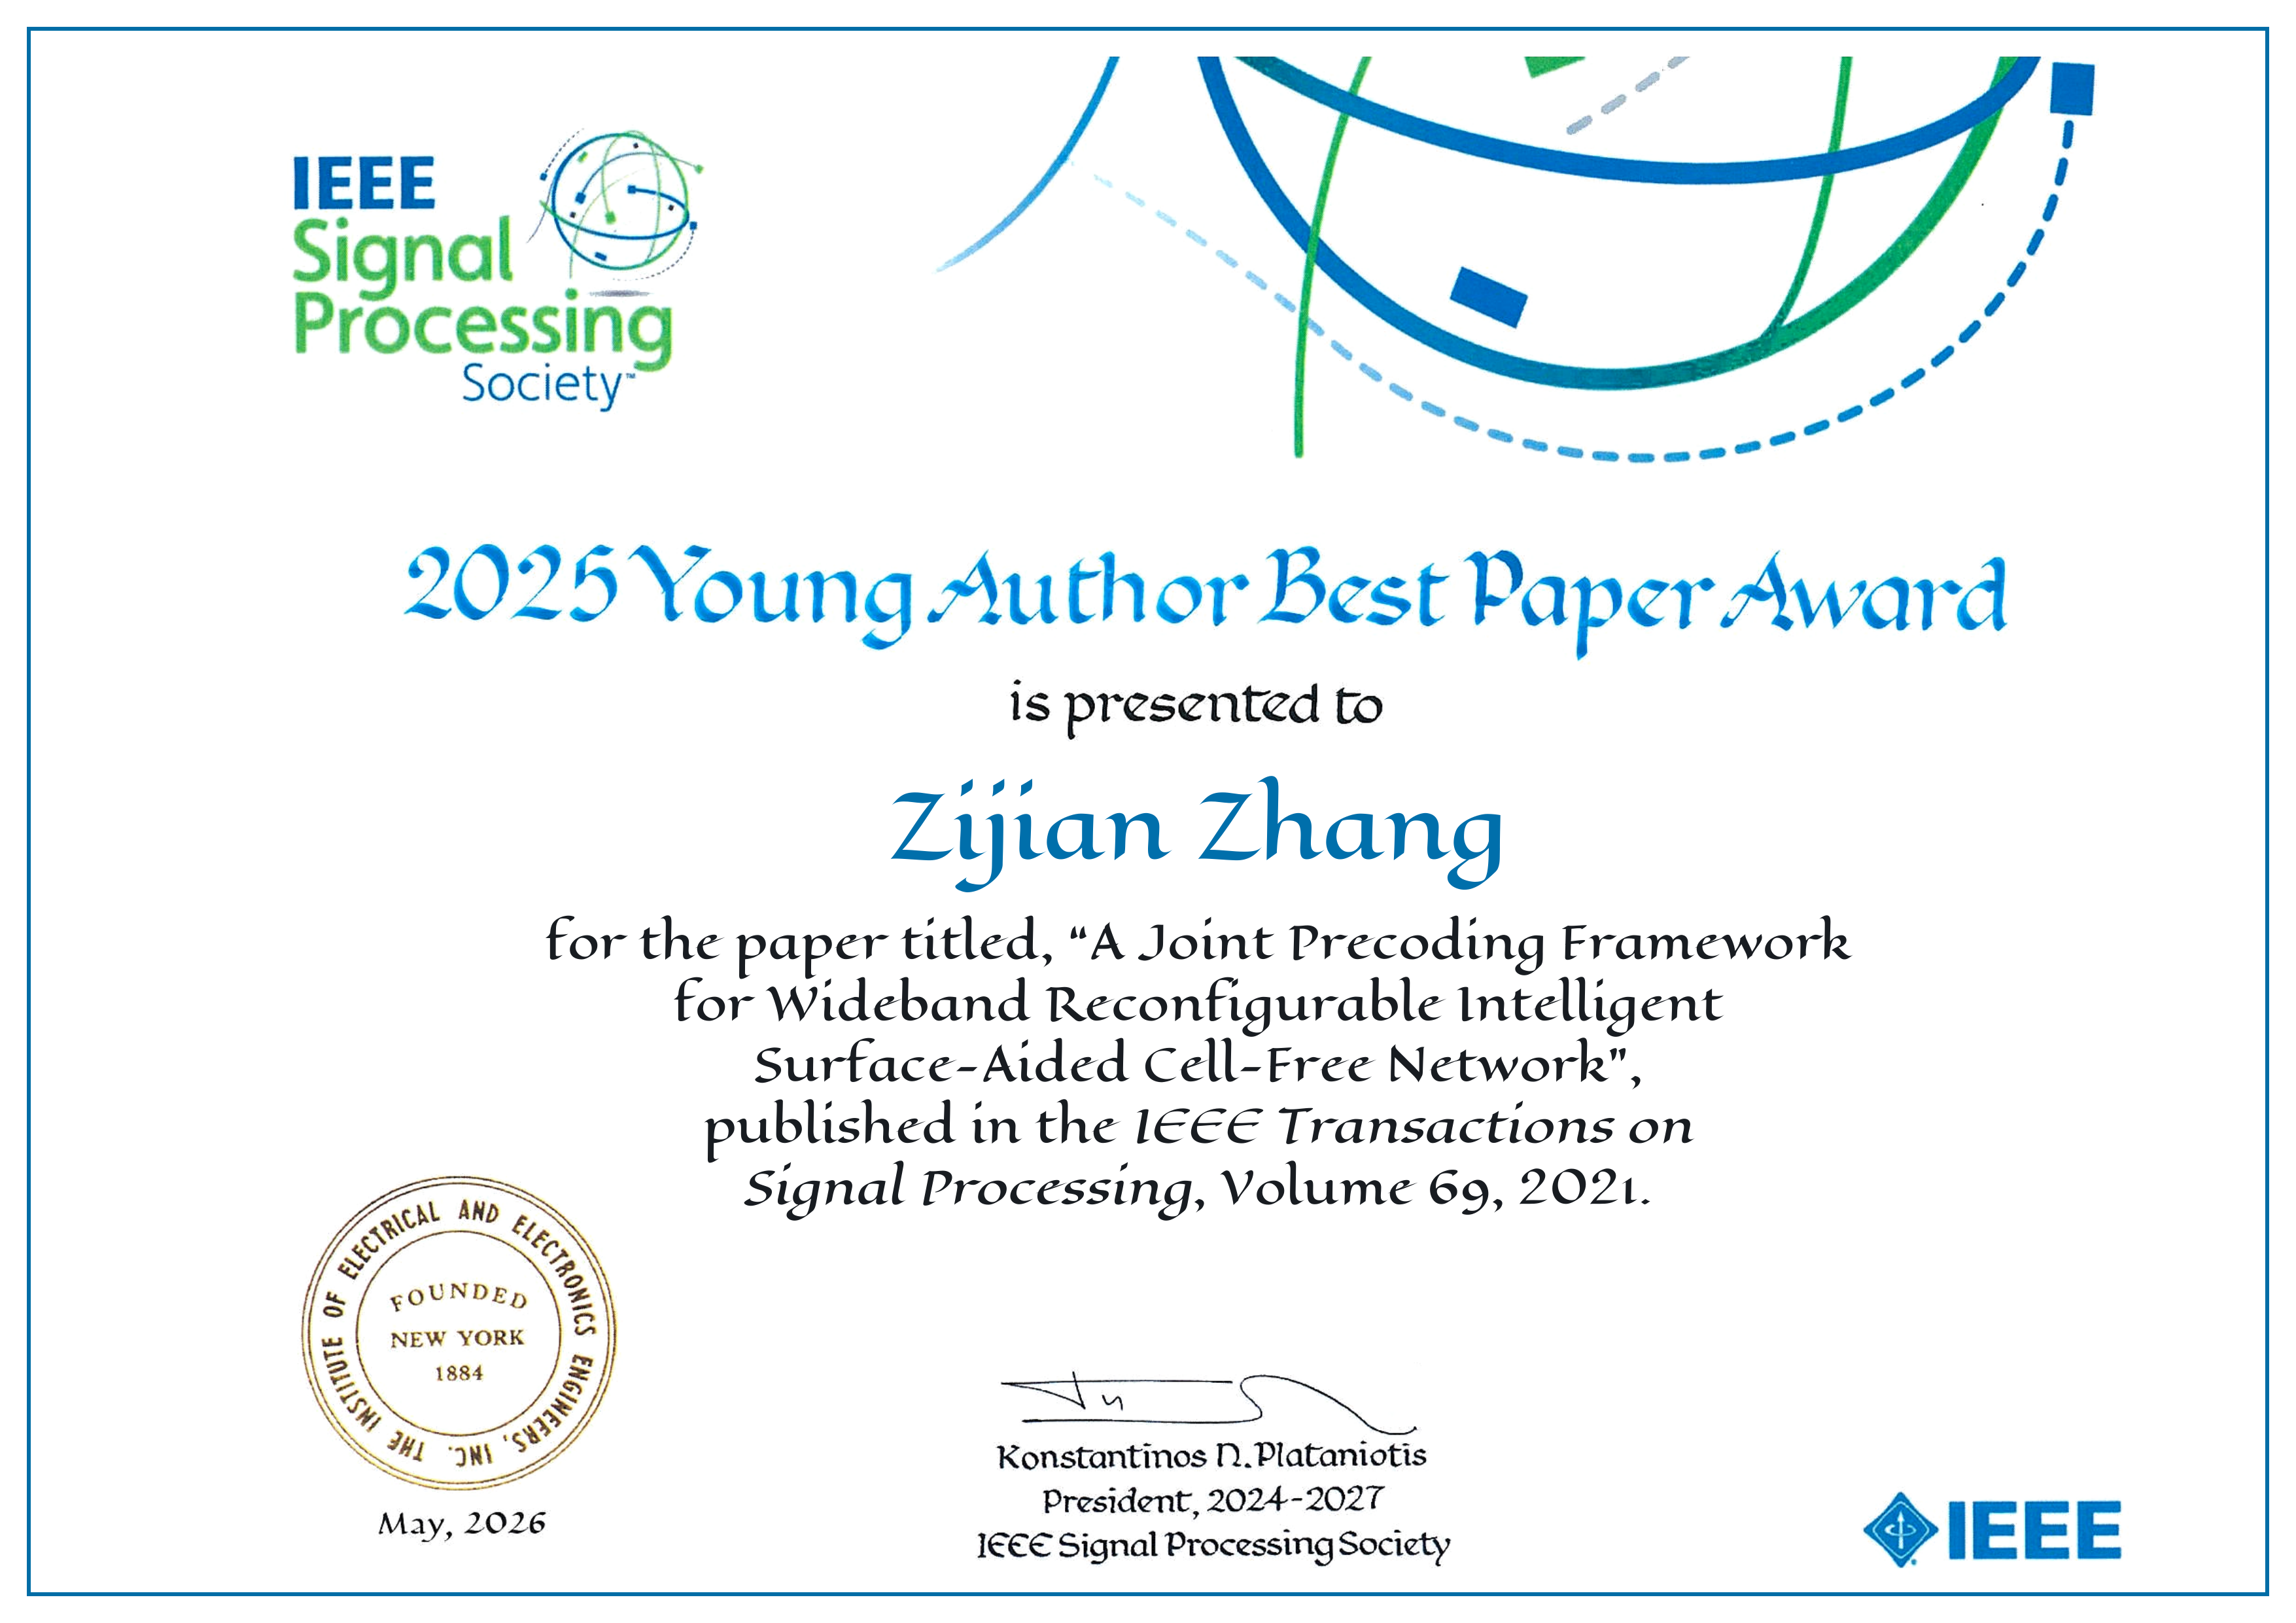 IEEE
Signal
Processing
Society™
2025 Young Author Best Paper Award
is presented to
Zijian Zhang
for the paper titled, “A Joint Precoding Framework
for Wideband Reconfigurable Intelligent
Surface-Aided Cell-Free Network”,
published in the IEEE Transactions on
Signal Processing, Volume 69, 2021.
THE INSTITUTE OF ELECTRICAL AND ELECTRONICS ENGINEERS, INC.
FOUNDED
NEW YORK
1884
May, 2026
Konstantinos N. Plataniotis
President, 2024-2027
IEEE Signal Processing Society
IEEE